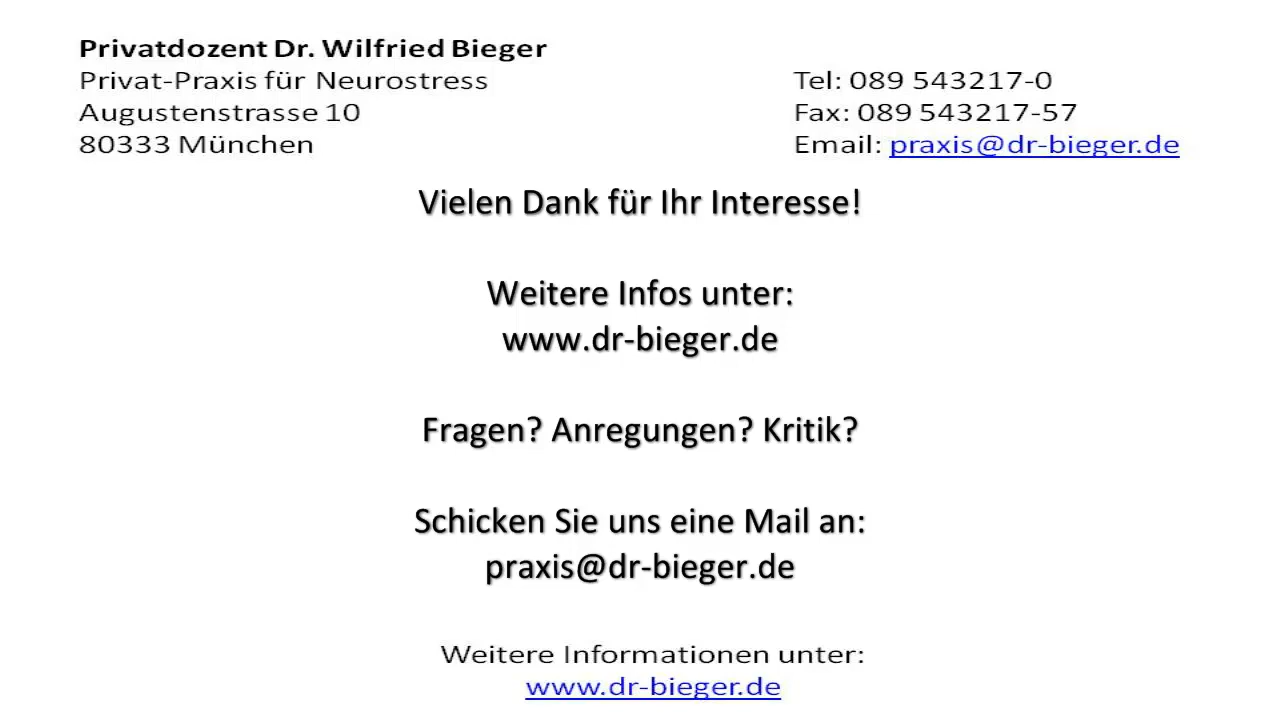 Privatdozent Dr. Wilfried Bieger
Privat-Praxis für Neurostress
Augustenstrasse 10
80333 München
Tel: 089 543217-0
Fax: 089 543217-57
Email: praxis@dr-bieger.de
Vielen Dank für Ihr Interesse!
Weitere Infos unter:
www.dr-bieger.de
Fragen? Anregungen? Kritik?
Schicken Sie uns eine Mail an:
praxis@dr-bieger.de
Weitere Informationen unter:
www.dr-bieger.de